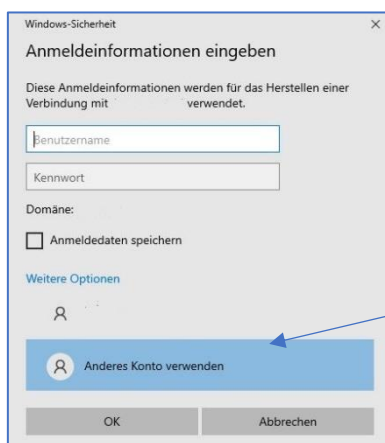 Windows-Sicherheit
Anmeldeinformationen eingeben
Diese Anmeldeinformationen werden für das Herstellen einer
Verbindung mit verwendet.
Benutzername
Kennwort
Domäne:
Anmeldedaten speichern
Weitere Optionen
Anderes Konto verwenden
OK Abbrechen